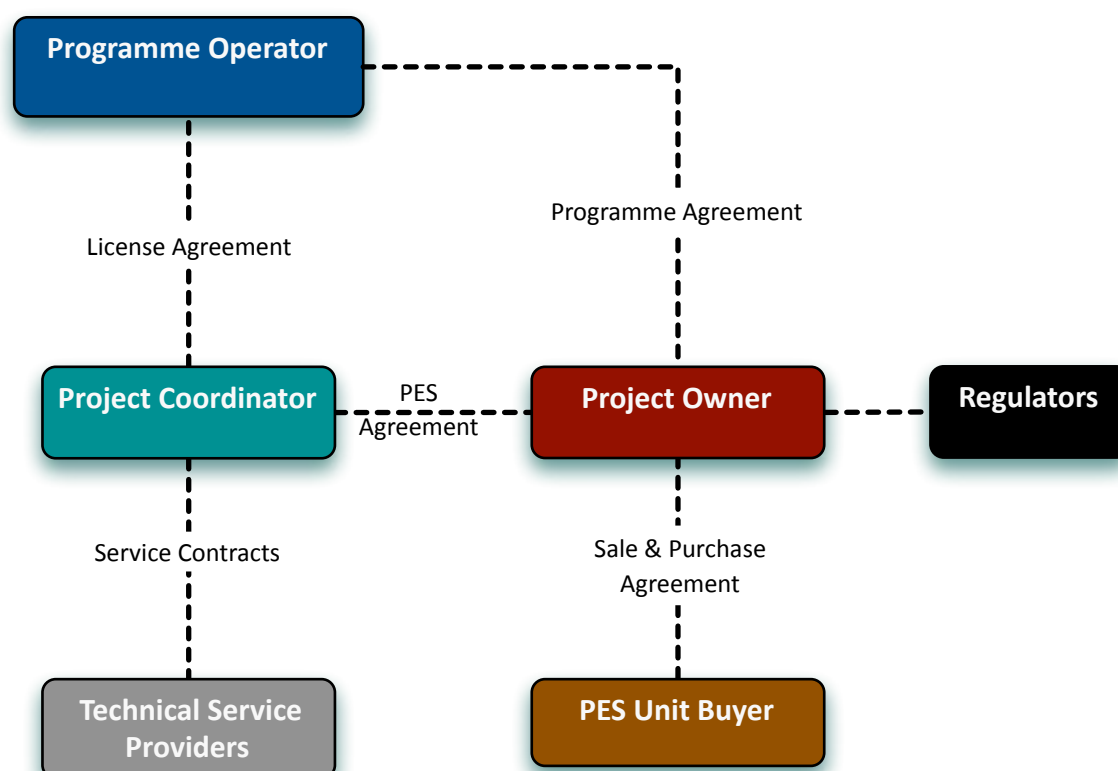 Programme Operator
Programme Agreement
License Agreement
Project Coordinator
PES
Agreement
Project Owner
Regulators
Service Contracts
Sale & Purchase
Agreement
Technical Service
Providers
PES Unit Buyer